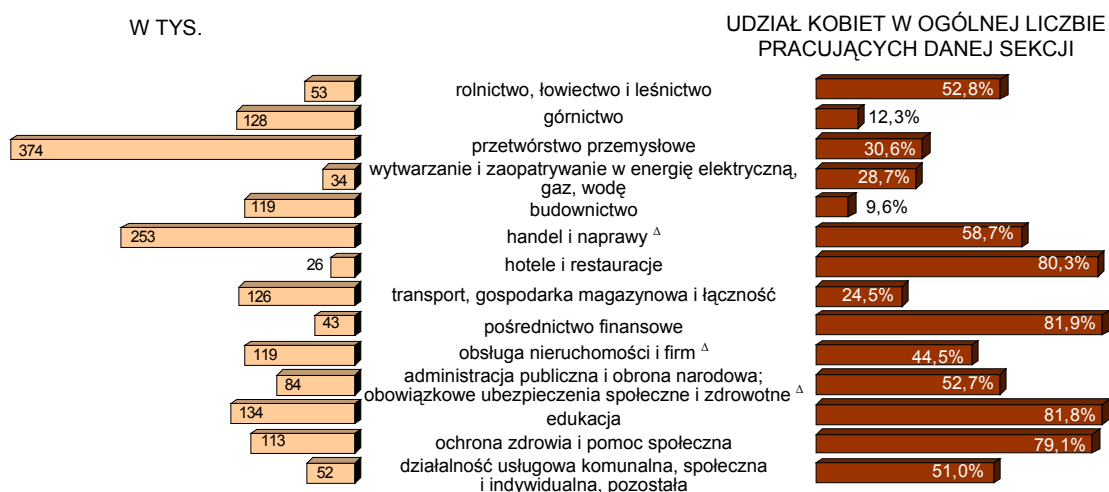 W TYS.
UDZIAŁ KOBIET W OGÓLNEJ LICZBIE
PRACUJĄCYCH DANEJ SEKCJI
53 rolnictwo, łowiectwo i leśnictwo 52,8%
128 górnictwo 12,3%
374 przetwórstwo przemysłowe 30,6%
wytwarzanie i zaopatrywanie w energię elektryczną,
34 gaz, wodę 28,7%
119 budownictwo 9,6%
253 handel i naprawy Δ 58,7%
26 hotele i restauracje 80,3%
126 transport, gospodarka magazynowa i łączność 24,5%
43 pośrednictwo finansowe 81,9%
119 obsługa nieruchomości i firm Δ 44,5%
84 administracja publiczna i obrona narodowa; 52,7%
obowiązkowe ubezpieczenia społeczne i zdrowotne Δ
134 edukacja 81,8%
113 ochrona zdrowia i pomoc społeczna 79,1%
52 działalność usługowa komunalna, społeczna 51,0%
i indywidualna, pozostała